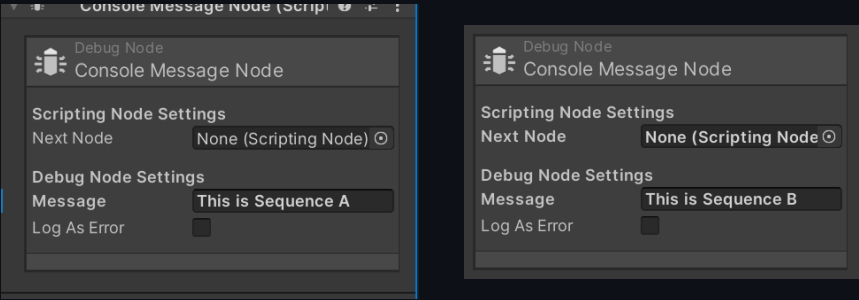 Console Message Node (Script
Debug Node
Console Message Node
Scripting Node Settings
Next Node
None (Scripting Node)
Debug Node Settings
Message
This is Sequence A
Log As Error
Debug Node
Console Message Node
Scripting Node Settings
Next Node
None (Scripting Node
Debug Node Settings
Message
This is Sequence B
Log As Error